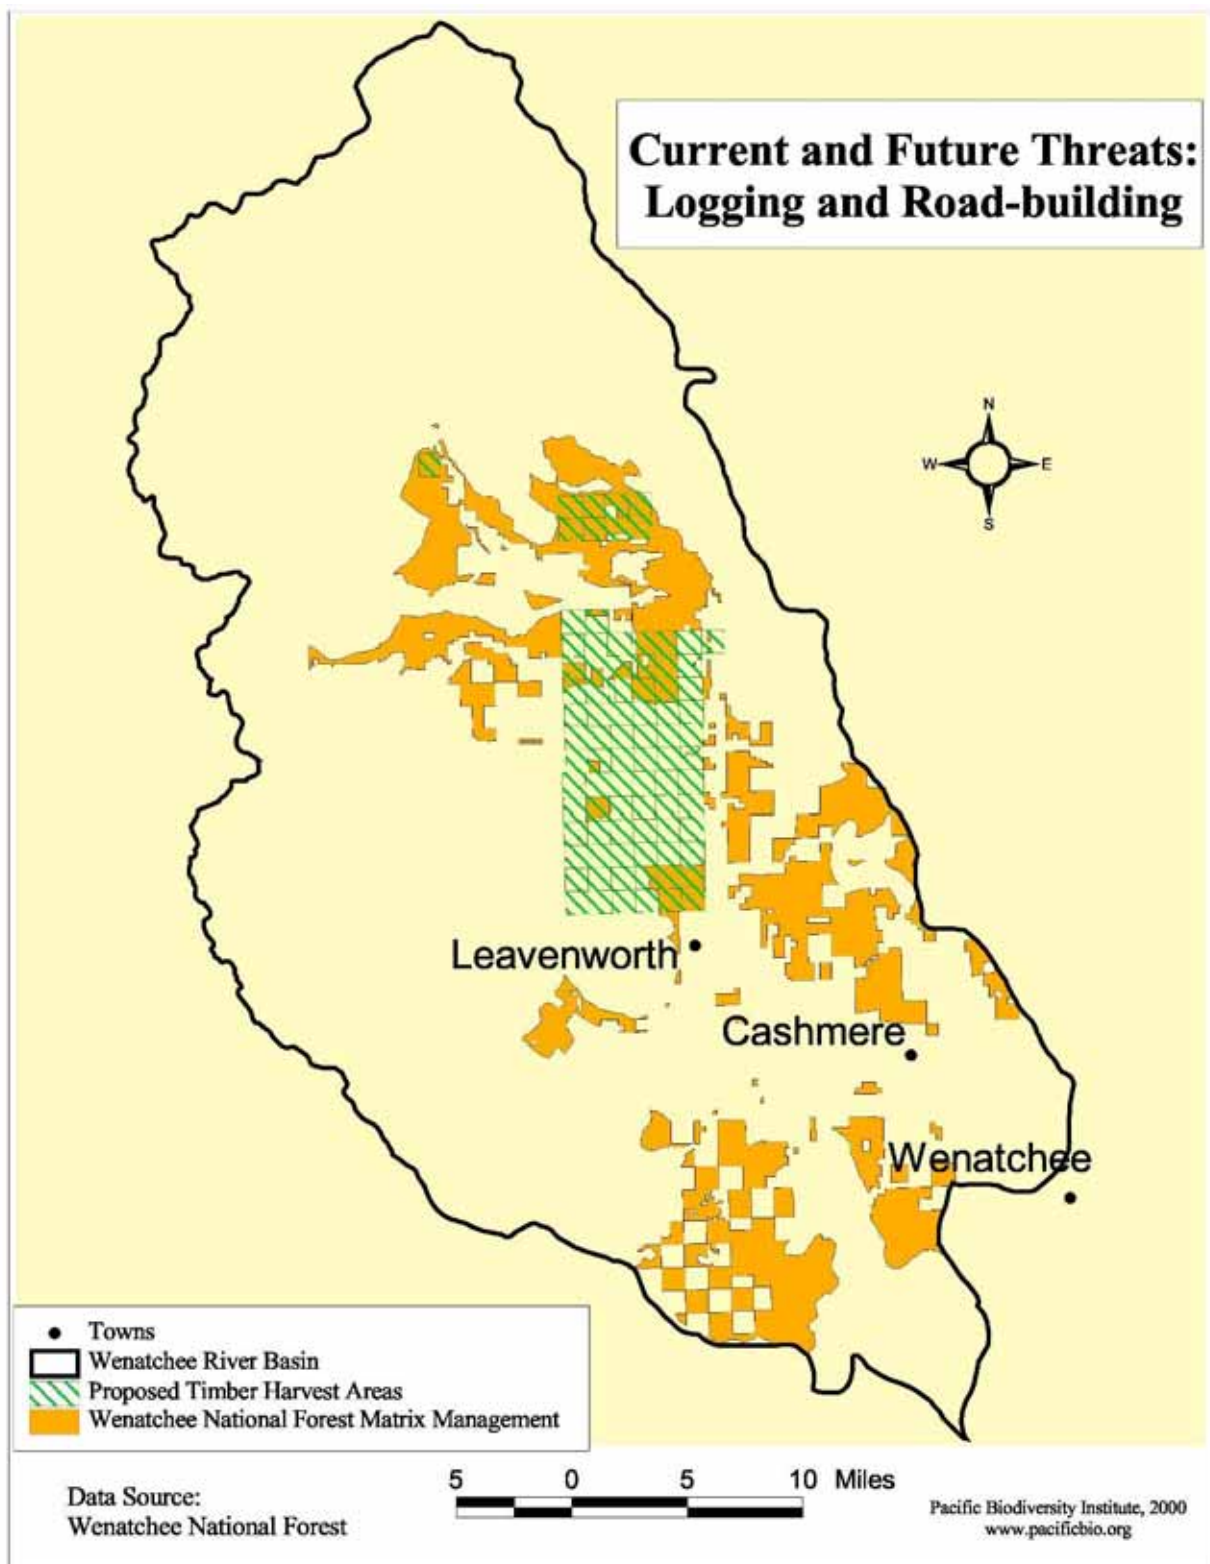 Current and Future Threats:
Logging and Road-building
N
W E
S
Leavenworth
Cashmere
Wenatchee
Towns
Wenatchee River Basin
Proposed Timber Harvest Areas
Wenatchee National Forest Matrix Management
5 0 5 10 Miles
Data Source:
Wenatchee National Forest
Pacific Biodiversity Institute, 2000
www.pacificbio.org